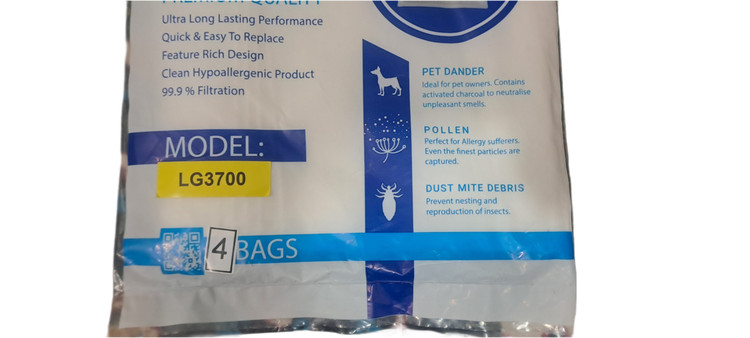 PREMIUM QUALITY
Ultra Long Lasting Performance
Quick & Easy To Replace
Feature Rich Design
Clean Hypoallergenic Product
99.9 % Filtration
MODEL:
LG3700
4 BAGS
PET DANDER
Ideal for pet owners. Contains
activated charcoal to neutralise
unpleasant smells.
POLLEN
Perfect for Allergy sufferers.
Even the finest particles are
captured.
DUST MITE DEBRIS
Prevent nesting and
reproduction of insects.